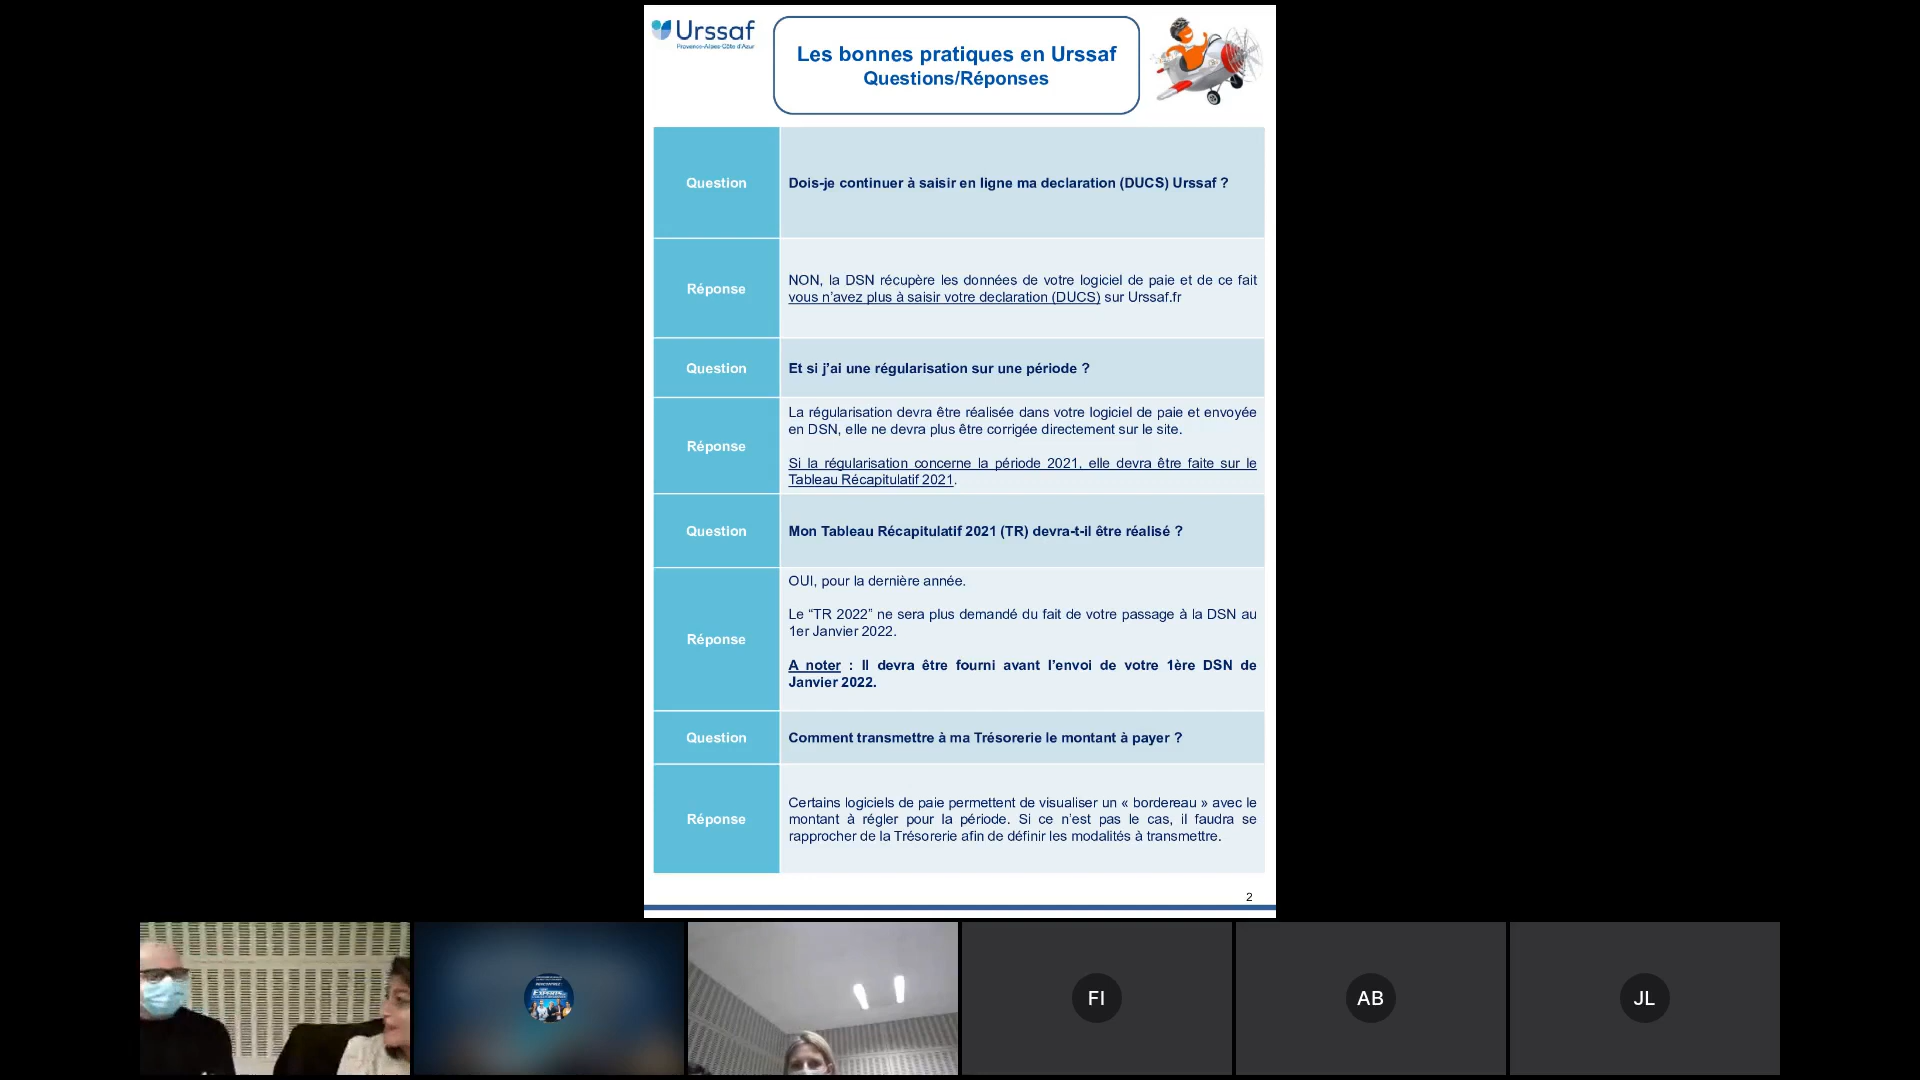 Urssaf
Provence-Alpes-Côte d'Azur
Les bonnes pratiques en Urssaf
Questions/Réponses
Question
Dois-je continuer à saisir en ligne ma declaration (DUCS) Urssaf ?
Réponse
NON, la DSN récupère les données de votre logiciel de paie et de ce fait
vous n’avez plus à saisir votre declaration (DUCS) sur Urssaf.fr
Question
Et si j’ai une régularisation sur une période ?
Réponse
La régularisation devra être réalisée dans votre logiciel de paie et envoyée
en DSN, elle ne devra plus être corrigée directement sur le site.
Si la régularisation concerne la période 2021, elle devra être faite sur le
Tableau Récapitulatif 2021.
Question
Mon Tableau Récapitulatif 2021 (TR) devra-t-il être réalisé ?
Réponse
OUI, pour la dernière année.
Le “TR 2022” ne sera plus demandé du fait de votre passage à la DSN au
1er Janvier 2022.
A noter : Il devra être fourni avant l’envoi de votre 1ère DSN de
Janvier 2022.
Question
Comment transmettre à ma Trésorerie le montant à payer ?
Réponse
Certains logiciels de paie permettent de visualiser un « bordereau » avec le
montant à régler pour la période. Si ce n’est pas le cas, il faudra se
rapprocher de la Trésorerie afin de définir les modalités à transmettre.
2
FI
AB
JL